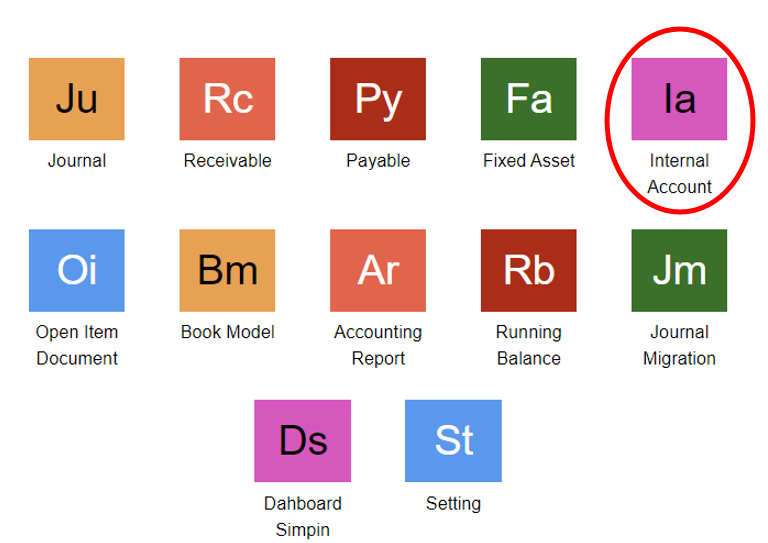 Ju Rc Py Fa Ia
Journal Receivable Payable Fixed Asset Internal
Account
Oi Bm Ar Rb Jm
Open Item Book Model Accounting Running Journal
Document Report Balance Migration
Ds St
Dahboard Setting
Simpin